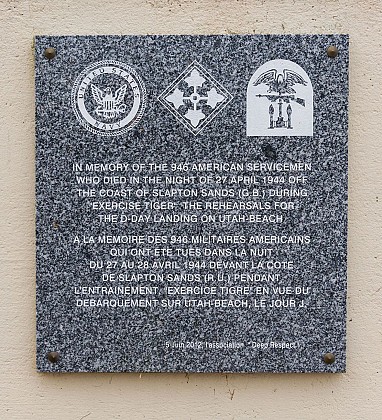 UNITED STATES
NAVY
IN MEMORY OF THE 946 AMERICAN SERVICEMEN
WHO DIED IN THE NIGHT OF 27 APRIL 1944 OFF
THE COAST OF SLAPTON SANDS (G.B.) DURING
"EXERCISE TIGER", THE REHEARSALS FOR
THE D-DAY LANDING ON UTAH-BEACH
A LA MEMOIRE DES 946 MILITAIRES AMERICAINS
QUI ONT ETE TUES DANS LA NUIT
DU 27 AU 28 AVRIL 1944 DEVANT LA COTE
DE SLAPTON SANDS (R.U.) PENDANT
L'ENTRAINEMENT, "EXERCICE TIGRE" EN VUE DU
DEBARQUEMENT SUR UTAH-BEACH, LE JOUR J.
5 Juin 2012, l'association "Deep Respect"